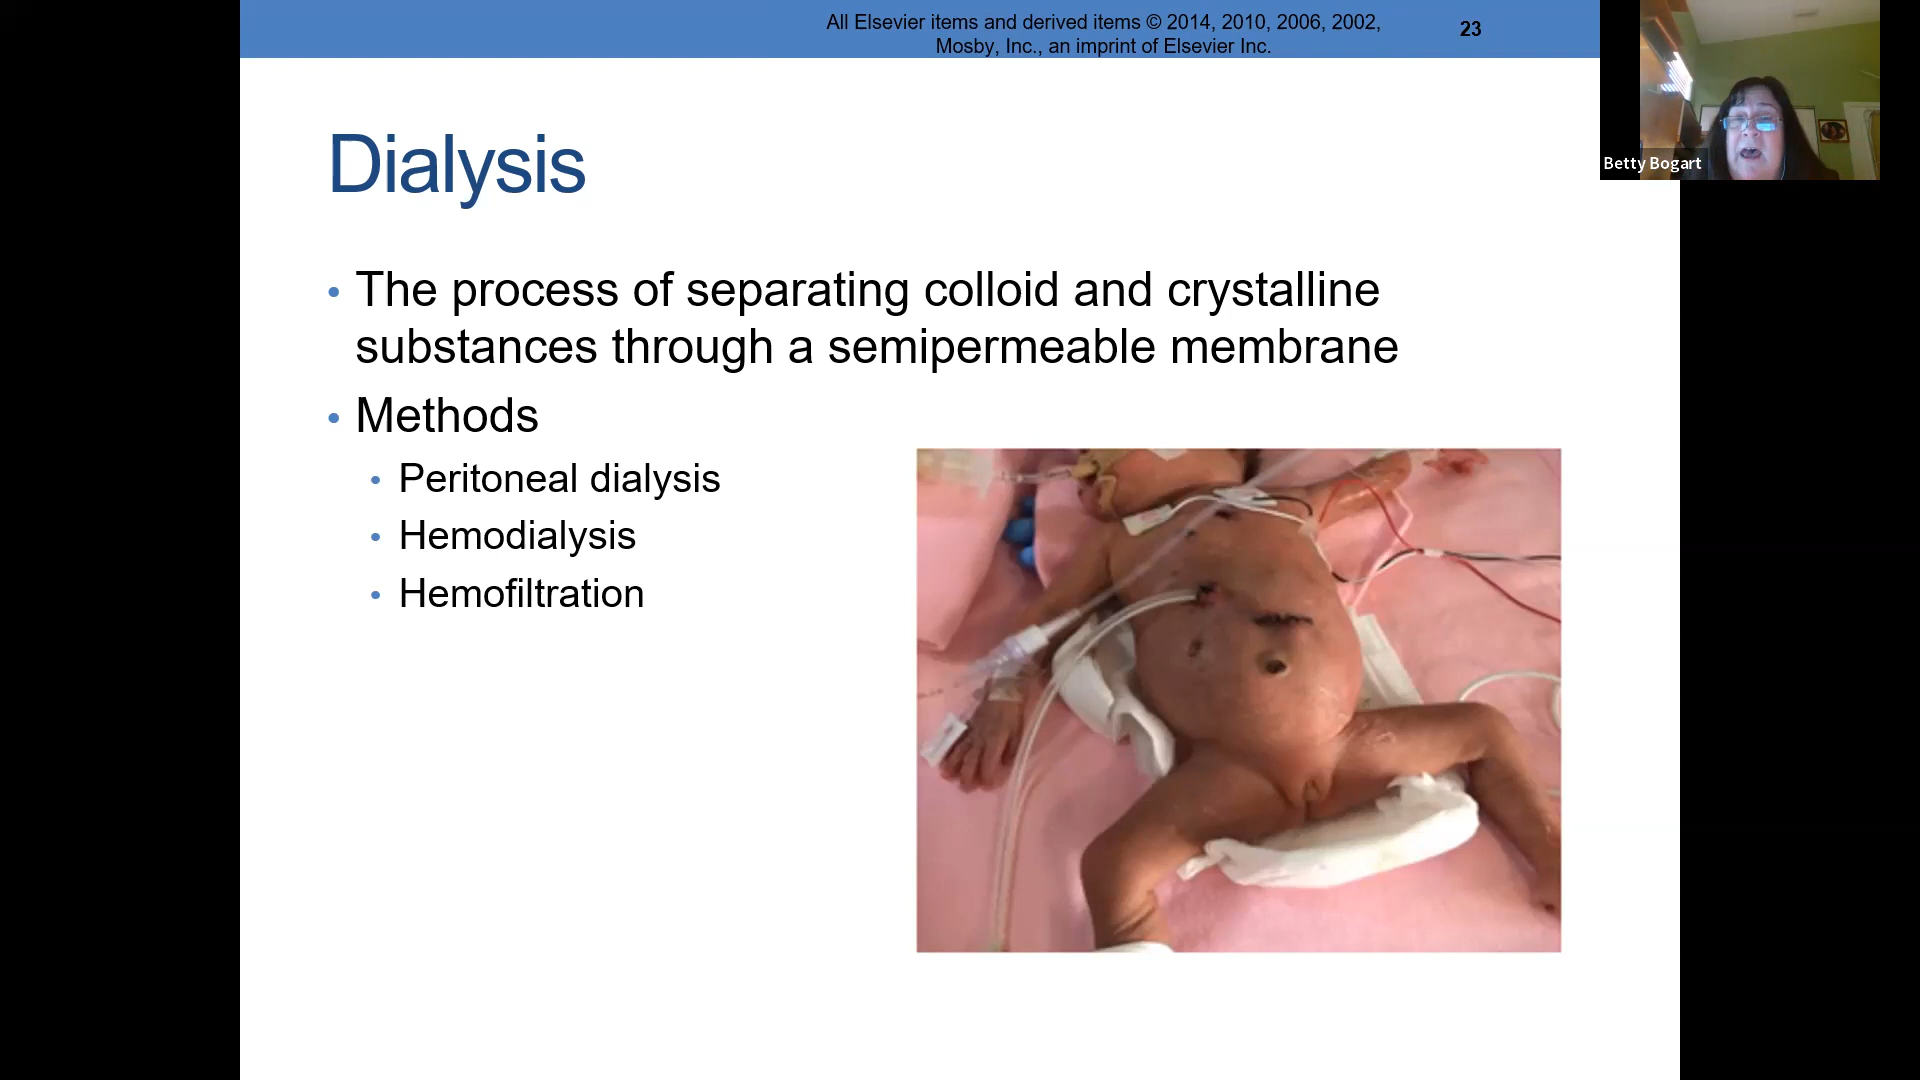 All Elsevier items and derived items © 2014, 2010, 2006, 2002,
Mosby, Inc., an imprint of Elsevier Inc.
23
Betty Bogart
Dialysis
• The process of separating colloid and crystalline
substances through a semipermeable membrane
• Methods
• Peritoneal dialysis
• Hemodialysis
• Hemofiltration